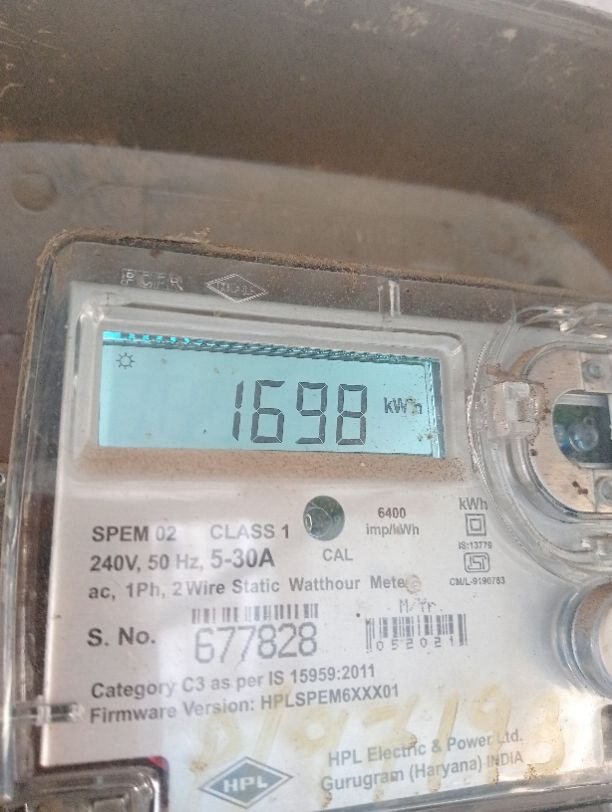 HPL
1698 kWh
6400
imp/kWh
kWh
SPEM 02 CLASS 1
CAL
IS:13779
240V, 50 Hz, 5-30A
CM/L-9190783
ac, 1Ph, 2 Wire Static Watthour Meter
M/Yr.
S. No. 677828
052021
Category C3 as per IS 15959:2011
Firmware Version: HPLSPEM6XXX01
HPL Electric & Power Ltd.
Gurugram (Haryana) INDIA
HPL